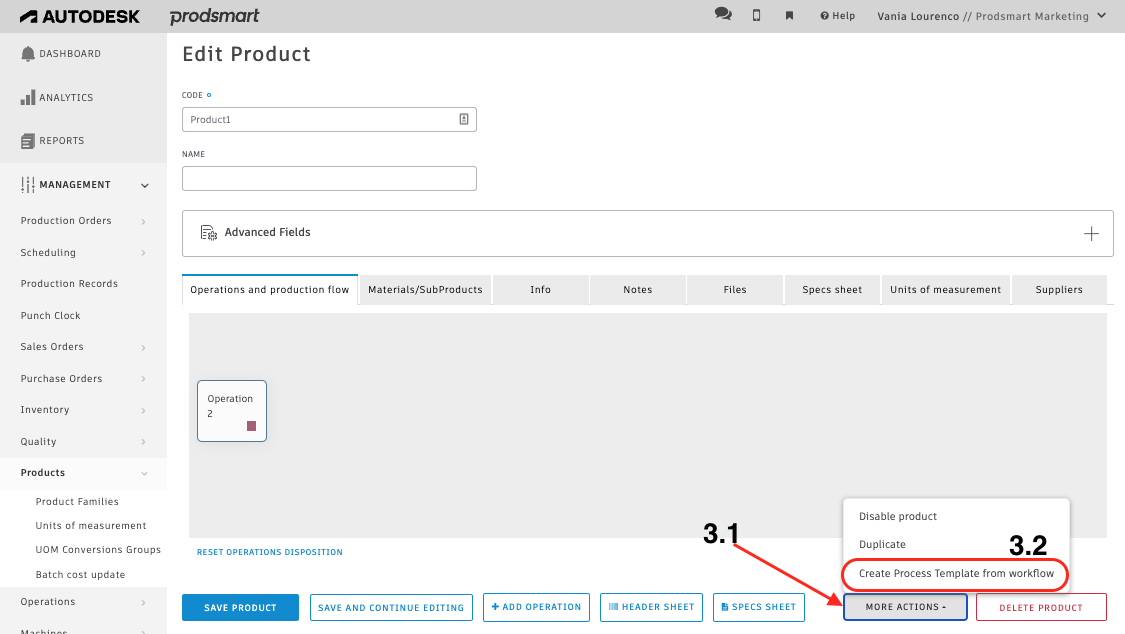 AUTODESK prodsmart
Help
Vania Lourenco // Prodsmart Marketing
DASHBOARD
ANALYTICS
REPORTS
MANAGEMENT
Production Orders
Scheduling
Production Records
Punch Clock
Sales Orders
Purchase Orders
Inventory
Quality
Products
Product Families
Units of measurement
UOM Conversions Groups
Batch cost update
Operations
Machines
Edit Product
CODE
Product1
NAME
Advanced Fields
Operations and production flow
Materials/SubProducts
Info
Notes
Files
Specs sheet
Units of measurement
Suppliers
Operation
2
RESET OPERATIONS DISPOSITION
3.1
Disable product
Duplicate
3.2
Create Process Template from workflow
SAVE PRODUCT
SAVE AND CONTINUE EDITING
+ ADD OPERATION
HEADER SHEET
SPECS SHEET
MORE ACTIONS
DELETE PRODUCT